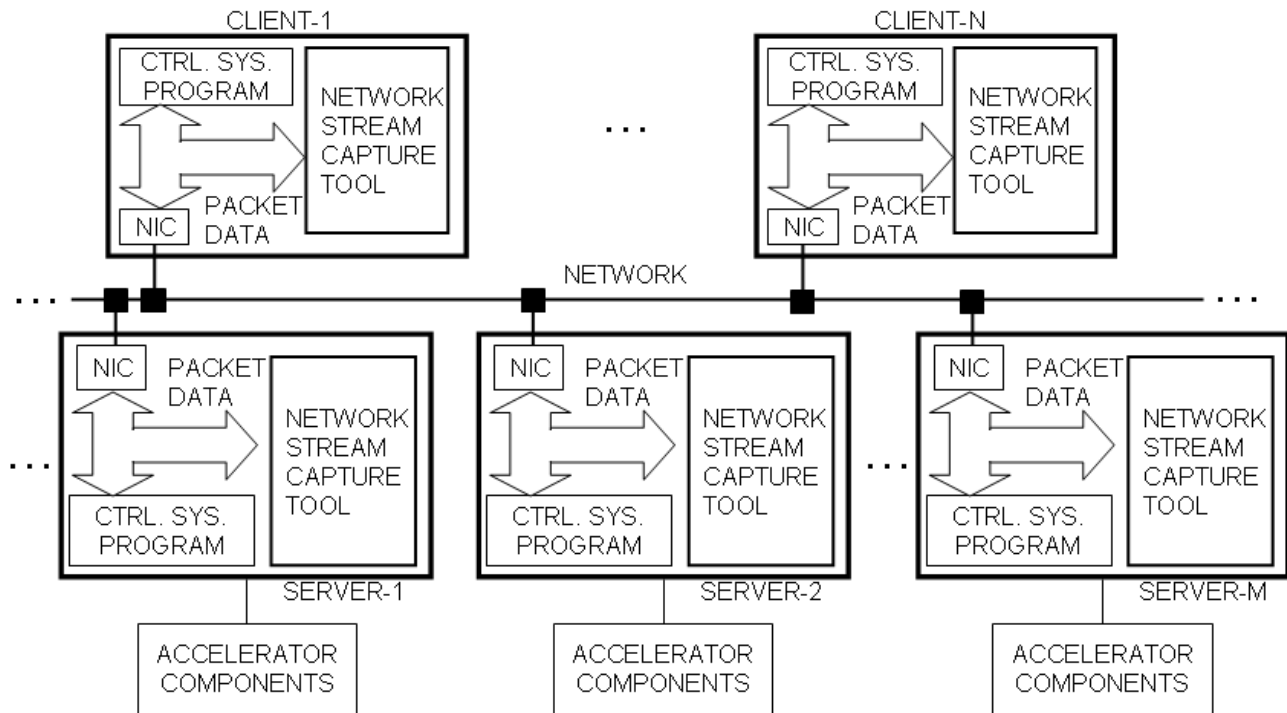 CLIENT-1
CTRL. SYS.
PROGRAM
NETWORK
STREAM
CAPTURE
TOOL
NIC
PACKET
DATA
...
CLIENT-N
CTRL. SYS.
PROGRAM
NETWORK
STREAM
CAPTURE
TOOL
NIC
PACKET
DATA
NETWORK
...
...
NIC
PACKET
DATA
NETWORK
STREAM
CAPTURE
TOOL
CTRL. SYS.
PROGRAM
SERVER-1
ACCELERATOR
COMPONENTS
...
NIC
PACKET
DATA
NETWORK
STREAM
CAPTURE
TOOL
CTRL. SYS.
PROGRAM
SERVER-2
ACCELERATOR
COMPONENTS
...
NIC
PACKET
DATA
NETWORK
STREAM
CAPTURE
TOOL
CTRL. SYS.
PROGRAM
SERVER-M
ACCELERATOR
COMPONENTS